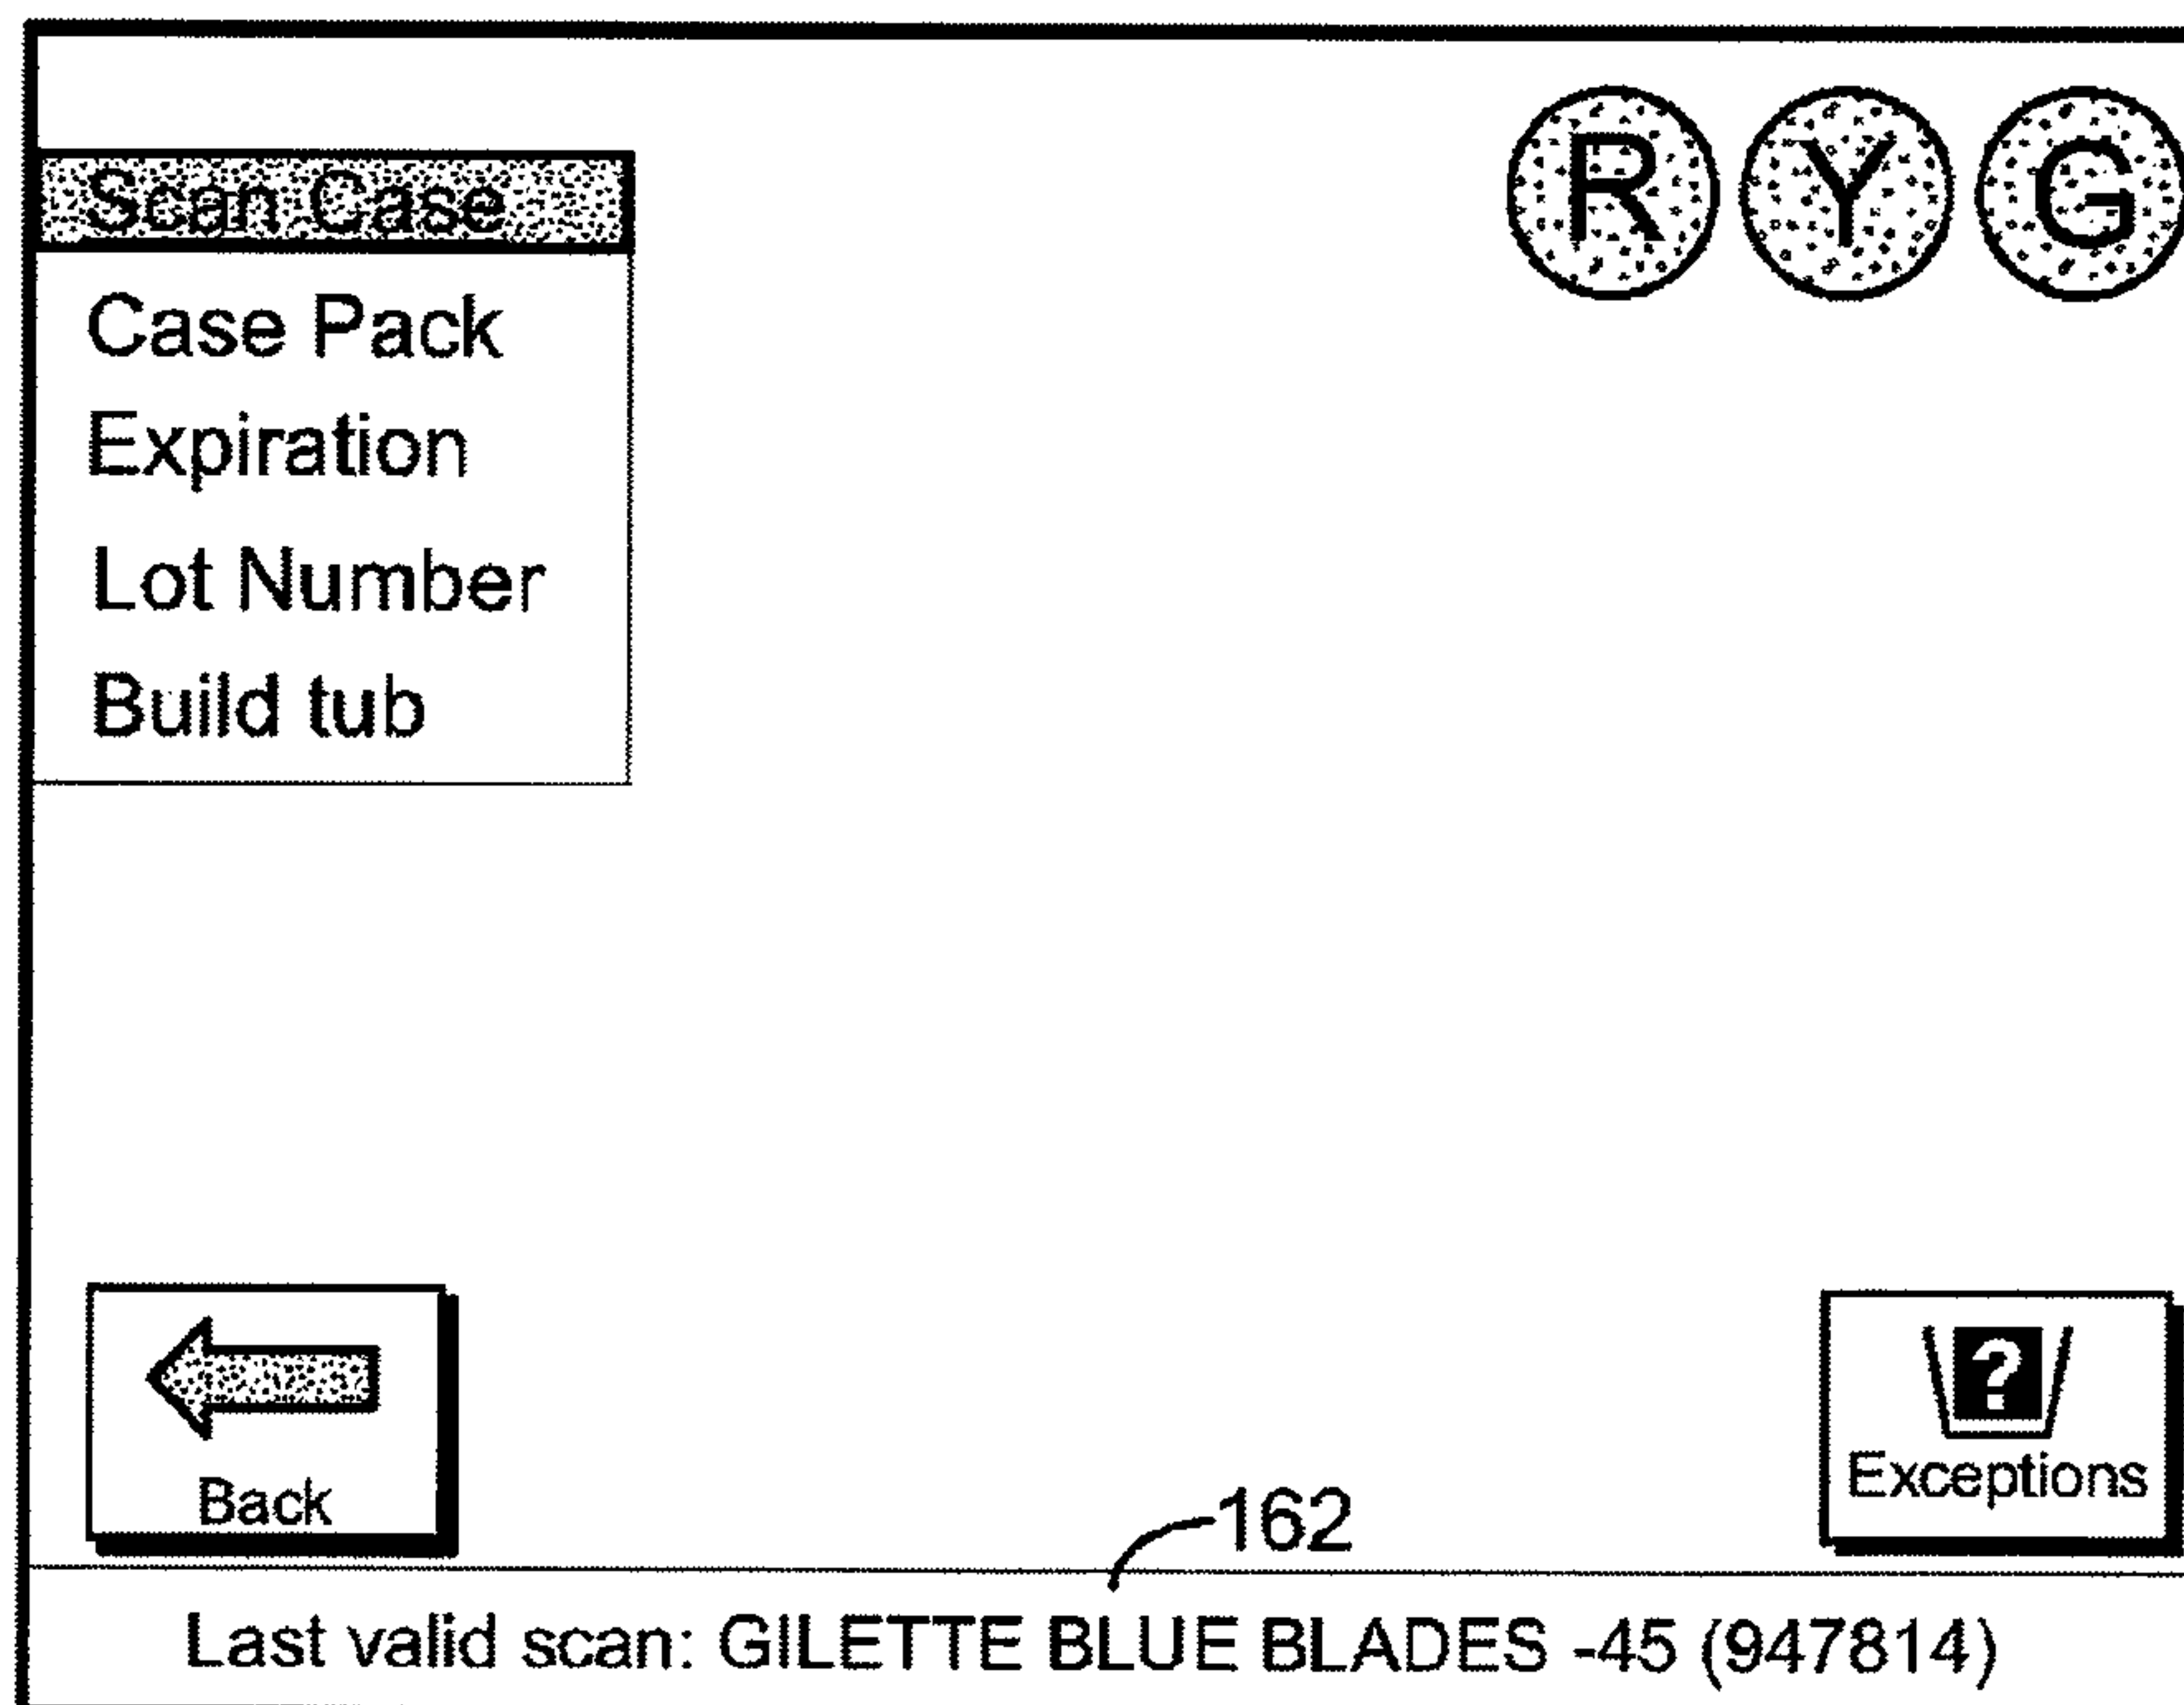 R Y G
Scan Case
Case Pack
Expiration
Lot Number
Build tub
?
Back
Exceptions
162
Last valid scan: GILETTE BLUE BLADES -45 (947814)